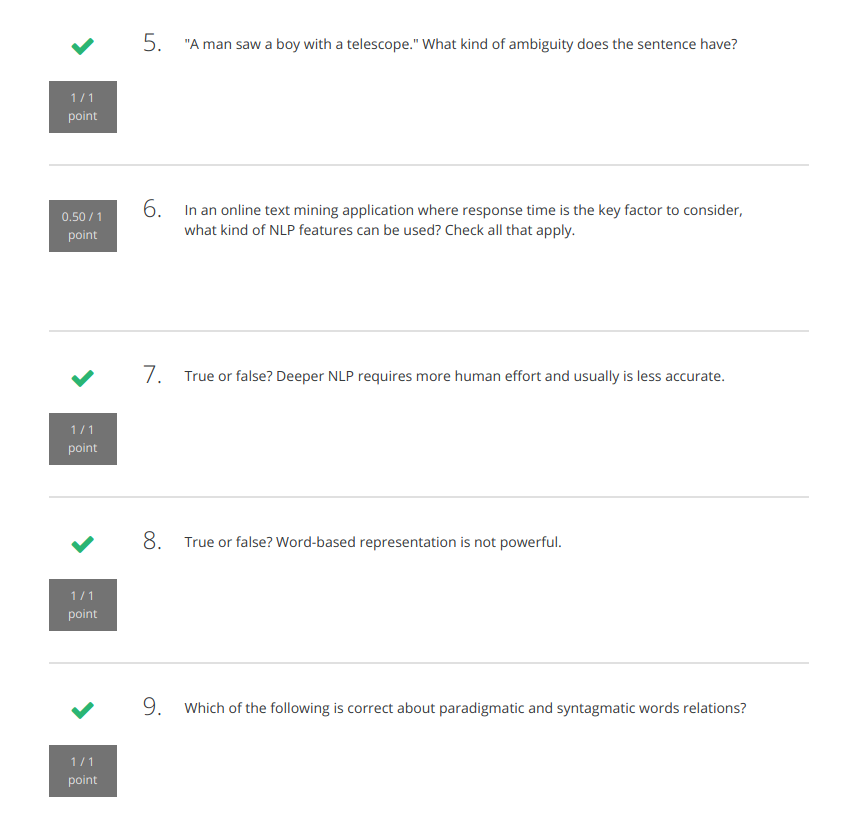 5. "A man saw a boy with a telescope." What kind of ambiguity does the sentence have?
1 / 1
point
6. In an online text mining application where response time is the key factor to consider,
what kind of NLP features can be used? Check all that apply.
0.50 / 1
point
7. True or false? Deeper NLP requires more human effort and usually is less accurate.
1 / 1
point
8. True or false? Word-based representation is not powerful.
1 / 1
point
9. Which of the following is correct about paradigmatic and syntagmatic words relations?
1 / 1
point